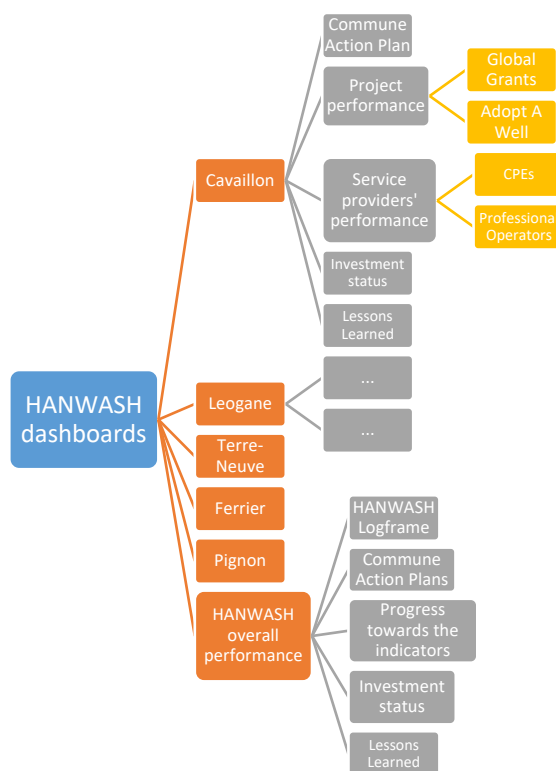 Commune
Action Plan
Project
performance
Global
Grants
Adopt A
Well
Cavaillon
Service
providers'
performance
CPEs
Professional
Operators
Investment
status
Lessons
Learned
HANWASH
dashboards
Leogane
...
...
Terre-
Neuve
Ferrier
Pignon
HANWASH
overall
performance
HANWASH
Logframe
Commune
Action Plans
Progress
towards the
indicators
Investment
status
Lessons
Learned